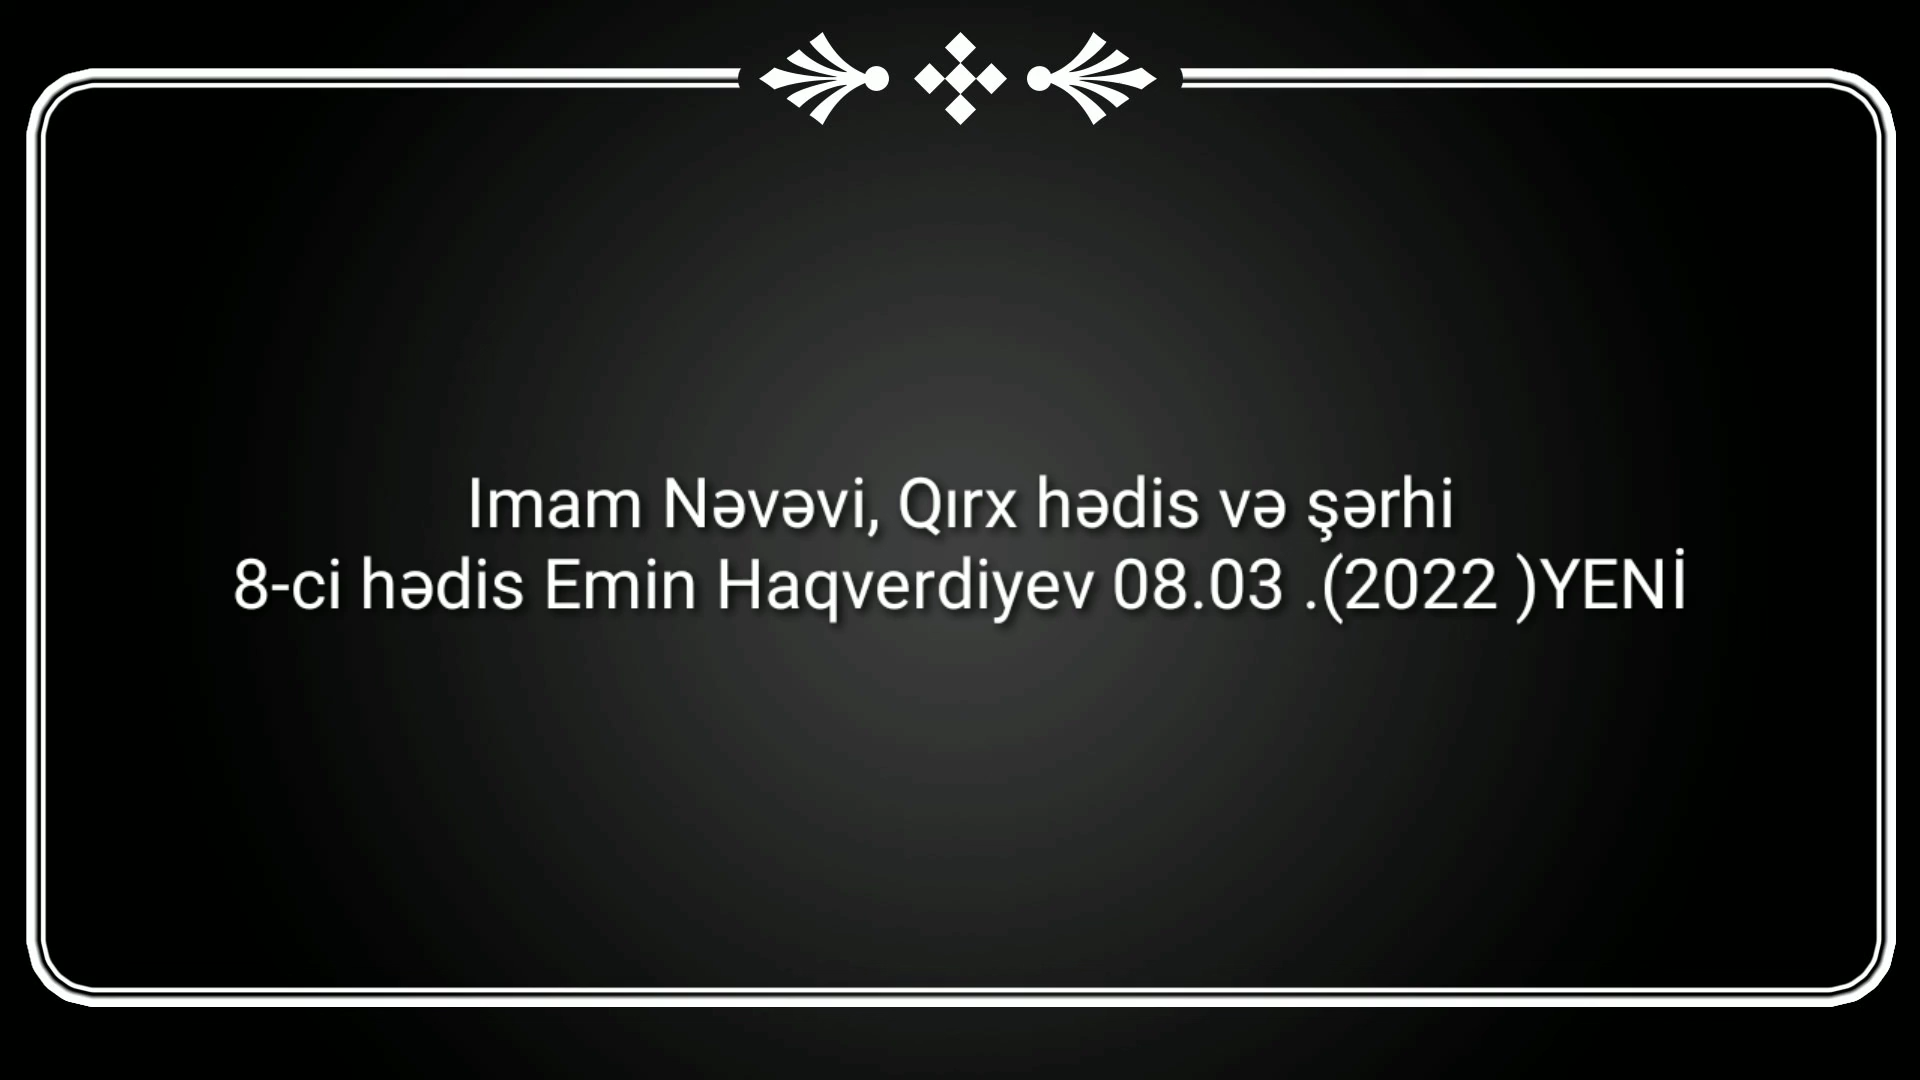 Imam Nəvəvi, Qırx hədis və şərhi
8-ci hədis Emin Haqverdiyev 08.03 .(2022 )YENİ